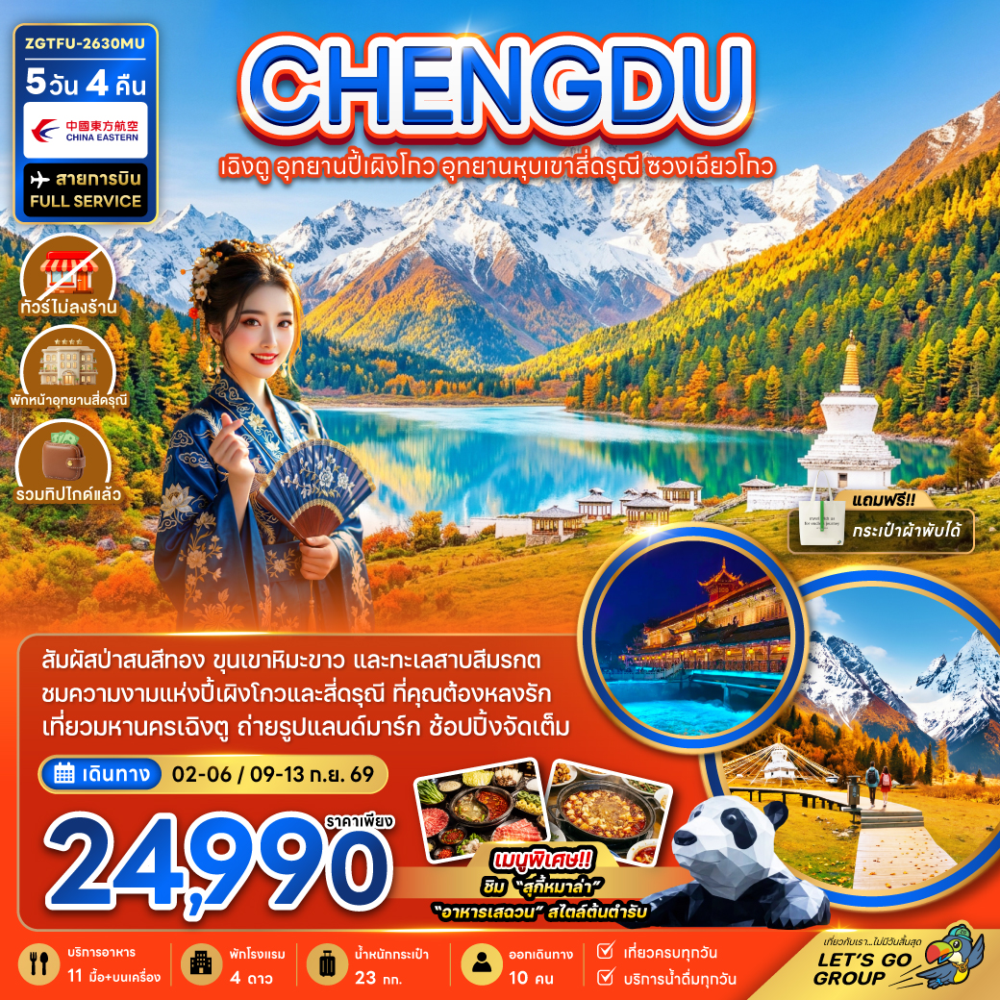 ZGTFU-2630MU
5 วัน 4 คืน
中國東方航空
CHINA EASTERN
สายการบิน
FULL SERVICE
CHENGDU
เฉิงตู อุทยานปี้เผิงโกว อุทยานหุบเขาสี่ดรุณี ซวงเฉียวโกว
ทัวร์ไม่ลงร้าน
พักหน้าอุทยานสี่ดรุณี
รวมทิปไกด์แล้ว
แถมฟรี!!
กระเป๋าผ้าพับได้
สัมผัสป่าสนสีทอง ขุนเขาหิมะขาว และทะเลสาบสีมรกต
ชมความงามแห่งปี้เผิงโกวและสี่ดรุณี ที่คุณต้องหลงรัก
เที่ยวมหานครเฉิงตู ถ่ายรูปแลนด์มาร์ก ช้อปปิ้งจัดเต็ม
เดินทาง 02-06 / 09-13 ก.ย. 69
ราคาเพียง
24,990
เมนูพิเศษ!!
ชิม "สุกี้หมาล่า"
"อาหารเสฉวน" สไตล์ต้นตำรับ
บริการอาหาร
11 มื้อ+บนเครื่อง
พักโรงแรม
4 ดาว
น้ำหนักกระเป๋า
23 กก.
ออกเดินทาง
10 คน
เที่ยวครบทุกวัน
บริการน้ำดื่มทุกวัน
เที่ยวกับเรา...ไม่มีวันสิ้นสุด
LET'S GO
GROUP